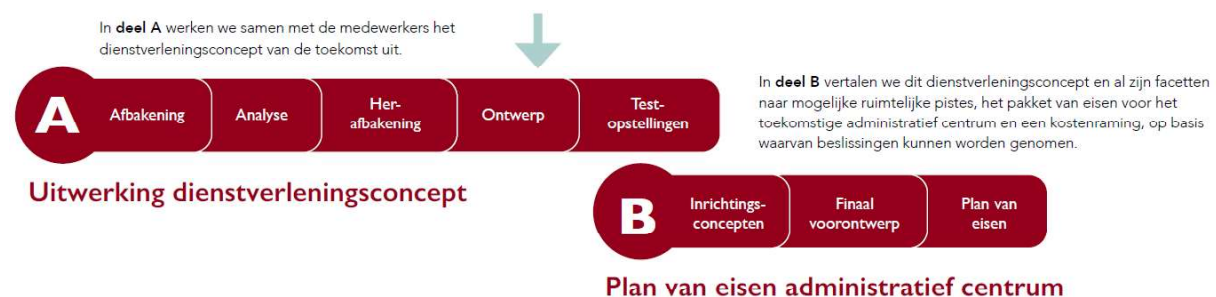 In deel A werken we samen met de medewerkers het
dienstverleningsconcept van de toekomst uit.
A
Afbakening
Analyse
Her-
afbakening
Ontwerp
Test-
opstellingen
Uitwerking dienstverleningsconcept
In deel B vertalen we dit dienstverleningsconcept en al zijn facetten
naar mogelijke ruimtelijke pistes, het pakket van eisen voor het
toekomstige administratief centrum en een kostenraming, op basis
waarvan beslissingen kunnen worden genomen.
B
Inrichtings-
concepten
Finaal
voorontwerp
Plan van
eisen
Plan van eisen administratief centrum